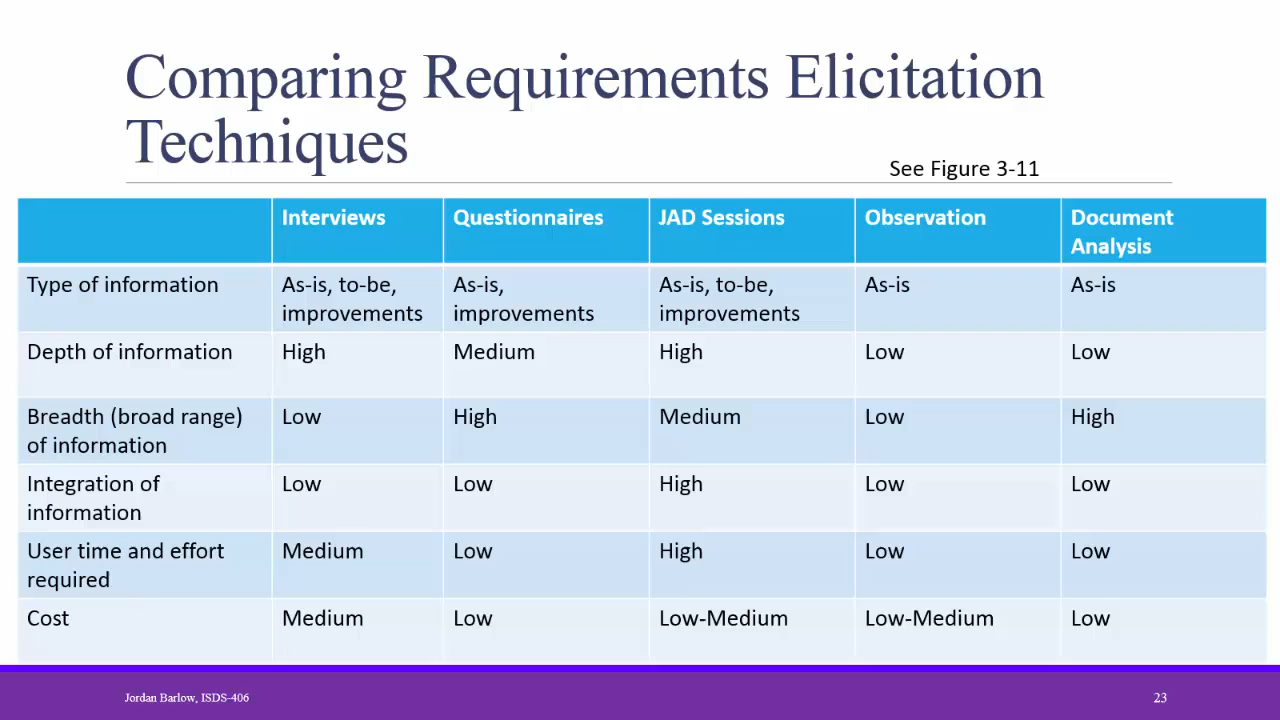 Comparing Requirements Elicitation
Techniques
See Figure 3-11
Interviews
Questionnaires
JAD Sessions
Observation
Document
Analysis
Type of information
As-is, to-be,
improvements
As-is,
improvements
As-is, to-be,
improvements
As-is
As-is
Depth of information
High
Medium
High
Low
Low
Breadth (broad range)
of information
Low
High
Medium
Low
High
Integration of
information
Low
Low
High
Low
Low
User time and effort
required
Medium
Low
High
Low
Low
Cost
Medium
Low
Low-Medium
Low-Medium
Low
Jordan Barlow, ISDS-406
23